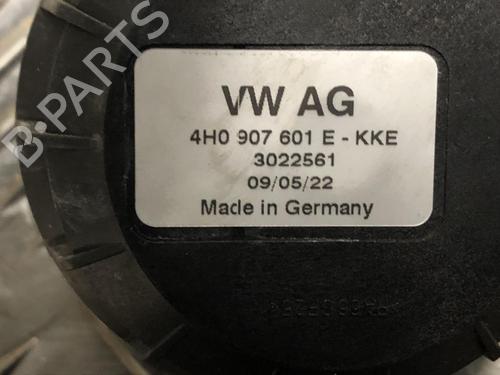 B-PARTS
VW AG
4H0 907 601 E - KKE
3022561
09/05/22
Made in Germany